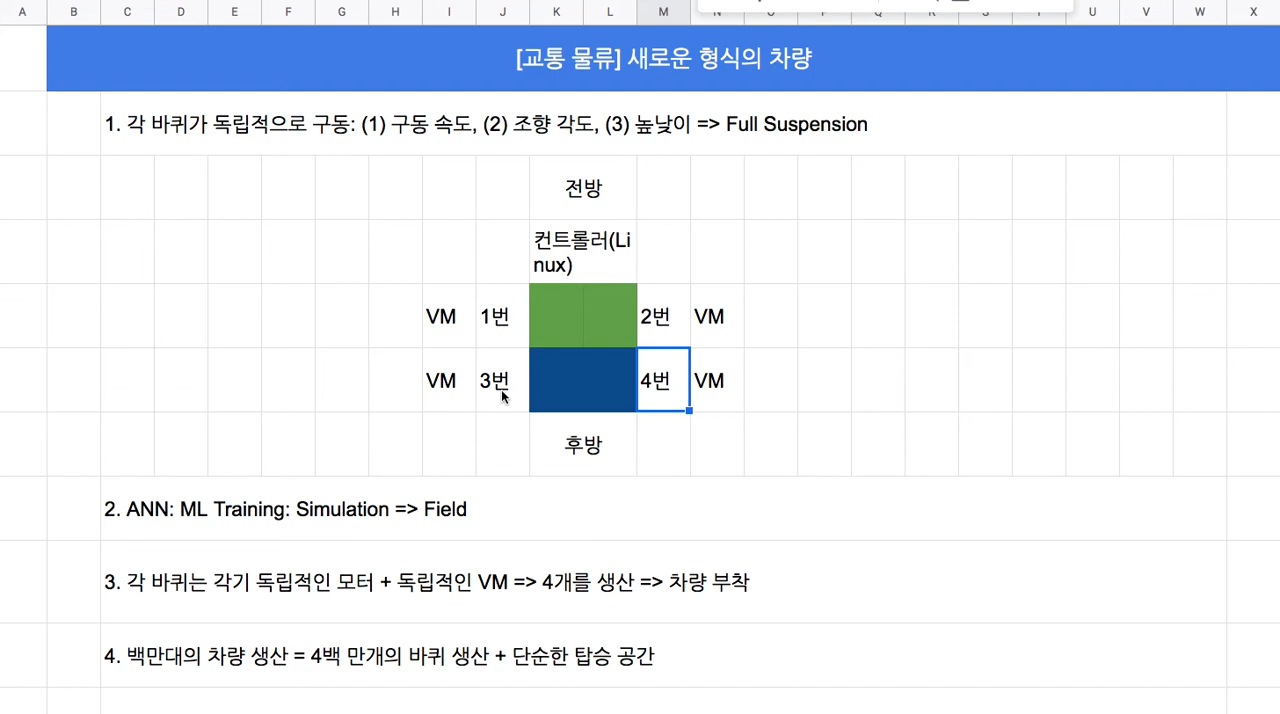 A B C D E F G H I J K L M N O P Q R S T U V W X
[교통 물류] 새로운 형식의 차량
1. 각 바퀴가 독립적으로 구동: (1) 구동 속도, (2) 조향 각도, (3) 높낮이 => Full Suspension
전방
컨트롤러(Li
nux)
VM 1번 2번 VM
VM 3번 4번 VM
후방
2. ANN: ML Training: Simulation => Field
3. 각 바퀴는 각기 독립적인 모터 + 독립적인 VM => 4개를 생산 => 차량 부착
4. 백만대의 차량 생산 = 4백 만개의 바퀴 생산 + 단순한 탑승 공간